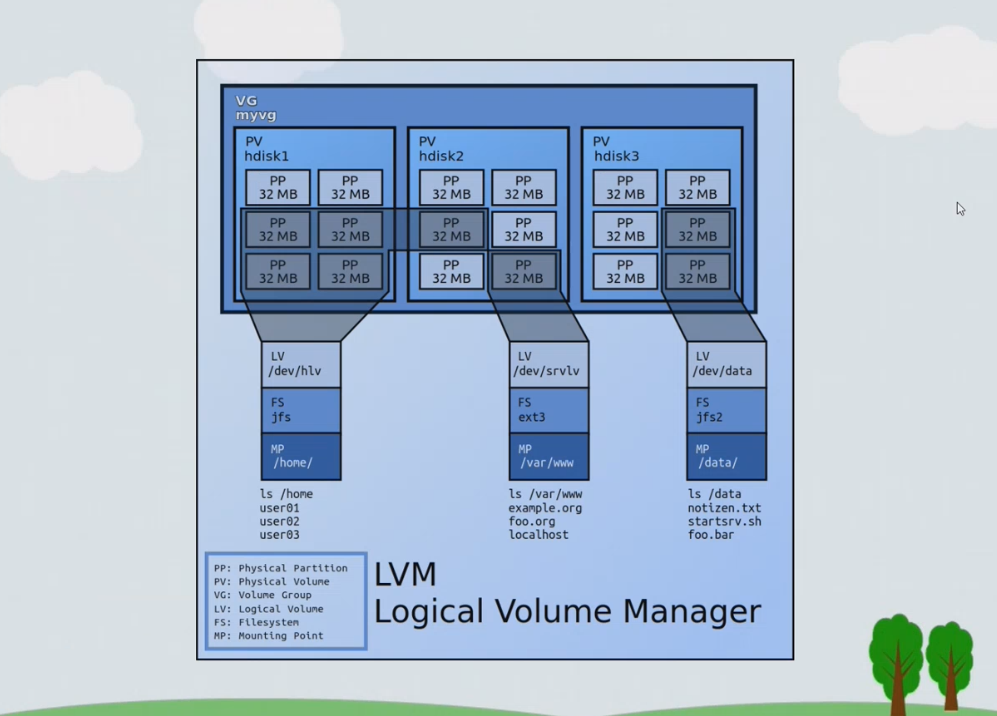 VG
myvg
PV
hdisk1
PP
32 MB
PP
32 MB
PP
32 MB
PP
32 MB
PP
32 MB
PP
32 MB
PV
hdisk2
PP
32 MB
PP
32 MB
PP
32 MB
PP
32 MB
PP
32 MB
PP
32 MB
PV
hdisk3
PP
32 MB
PP
32 MB
PP
32 MB
PP
32 MB
PP
32 MB
PP
32 MB
LV
/dev/hlv
FS
jfs
MP
/home/
ls /home
user01
user02
user03
LV
/dev/srvlv
FS
ext3
MP
/var/www
ls /var/www
example.org
foo.org
localhost
LV
/dev/data
FS
jfs2
MP
/data/
ls /data
notizen.txt
startsrv.sh
foo.bar
PP: Physical Partition
PV: Physical Volume
VG: Volume Group
LV: Logical Volume
FS: Filesystem
MP: Mounting Point
LVM
Logical Volume Manager